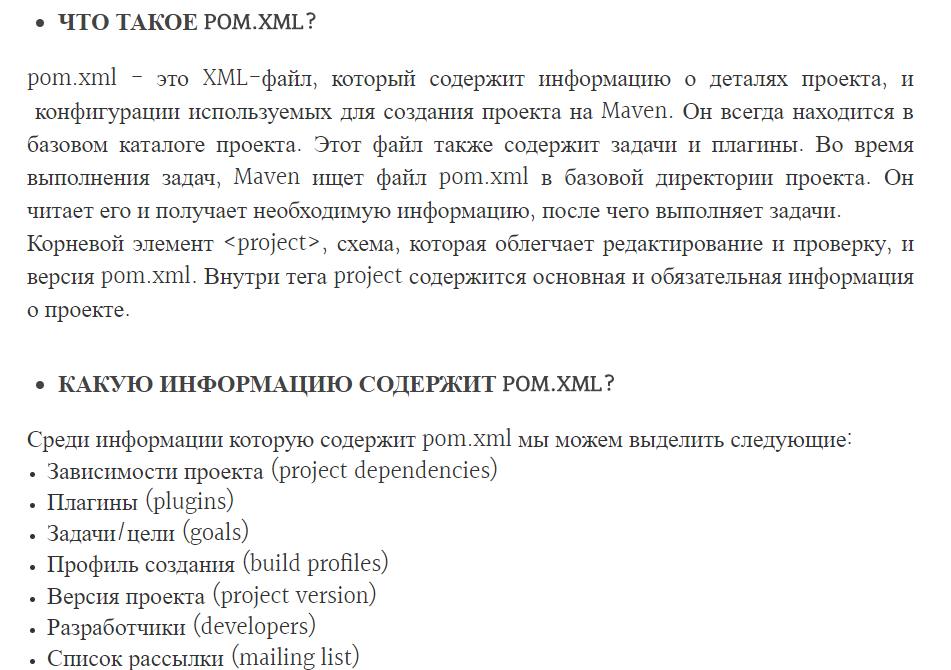 • ЧТО ТАКОЕ POM.XML?
pom.xml – это XML-файл, который содержит информацию о деталях проекта, и
конфигурации используемых для создания проекта на Maven. Он всегда находится в
базовом каталоге проекта. Этот файл также содержит задачи и плагины. Во время
выполнения задач, Maven ищет файл pom.xml в базовой директории проекта. Он
читает его и получает необходимую информацию, после чего выполняет задачи.
Корневой элемент <project>, схема, которая облегчает редактирование и проверку, и
версия pom.xml. Внутри тега project содержится основная и обязательная информация
о проекте.
• КАКУЮ ИНФОРМАЦИЮ СОДЕРЖИТ POM.XML?
Среди информации которую содержит pom.xml мы можем выделить следующие:
• Зависимости проекта (project dependencies)
• Плагины (plugins)
• Задачи/цели (goals)
• Профиль создания (build profiles)
• Версия проекта (project version)
• Разработчики (developers)
• Список рассылки (mailing list)